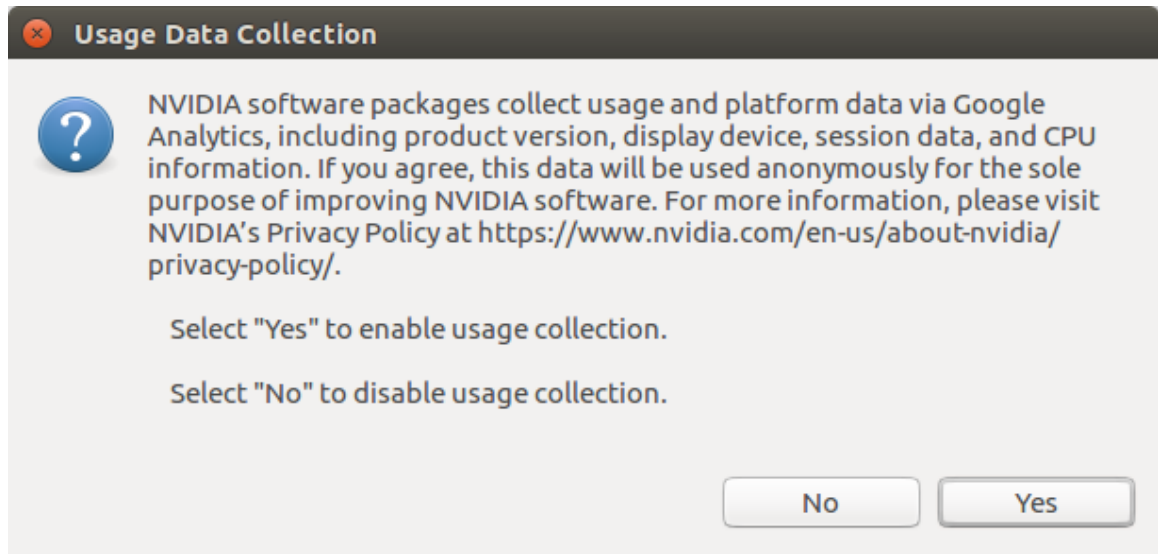 Usage Data Collection
NVIDIA software packages collect usage and platform data via Google
Analytics, including product version, display device, session data, and CPU
information. If you agree, this data will be used anonymously for the sole
purpose of improving NVIDIA software. For more information, please visit
NVIDIA’s Privacy Policy at https://www.nvidia.com/en-us/about-nvidia/
privacy-policy/.
Select "Yes" to enable usage collection.
Select "No" to disable usage collection.
No
Yes